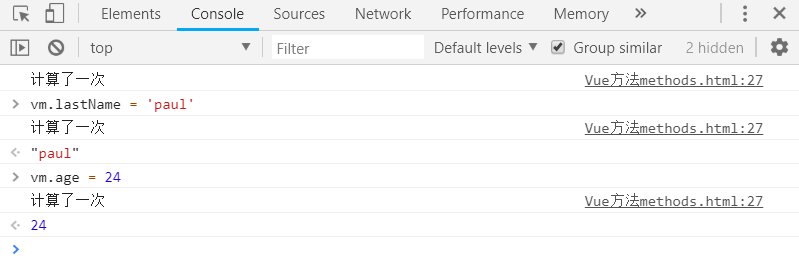 Elements Console Sources Network Performance Memory »
top ▼ Filter Default levels ▼ Group similar 2 hidden
计算了一次 Vue方法methods.html:27
> vm.lastName = 'paul'
计算了一次 Vue方法methods.html:27
"paul"
> vm.age = 24
计算了一次 Vue方法methods.html:27
24
>